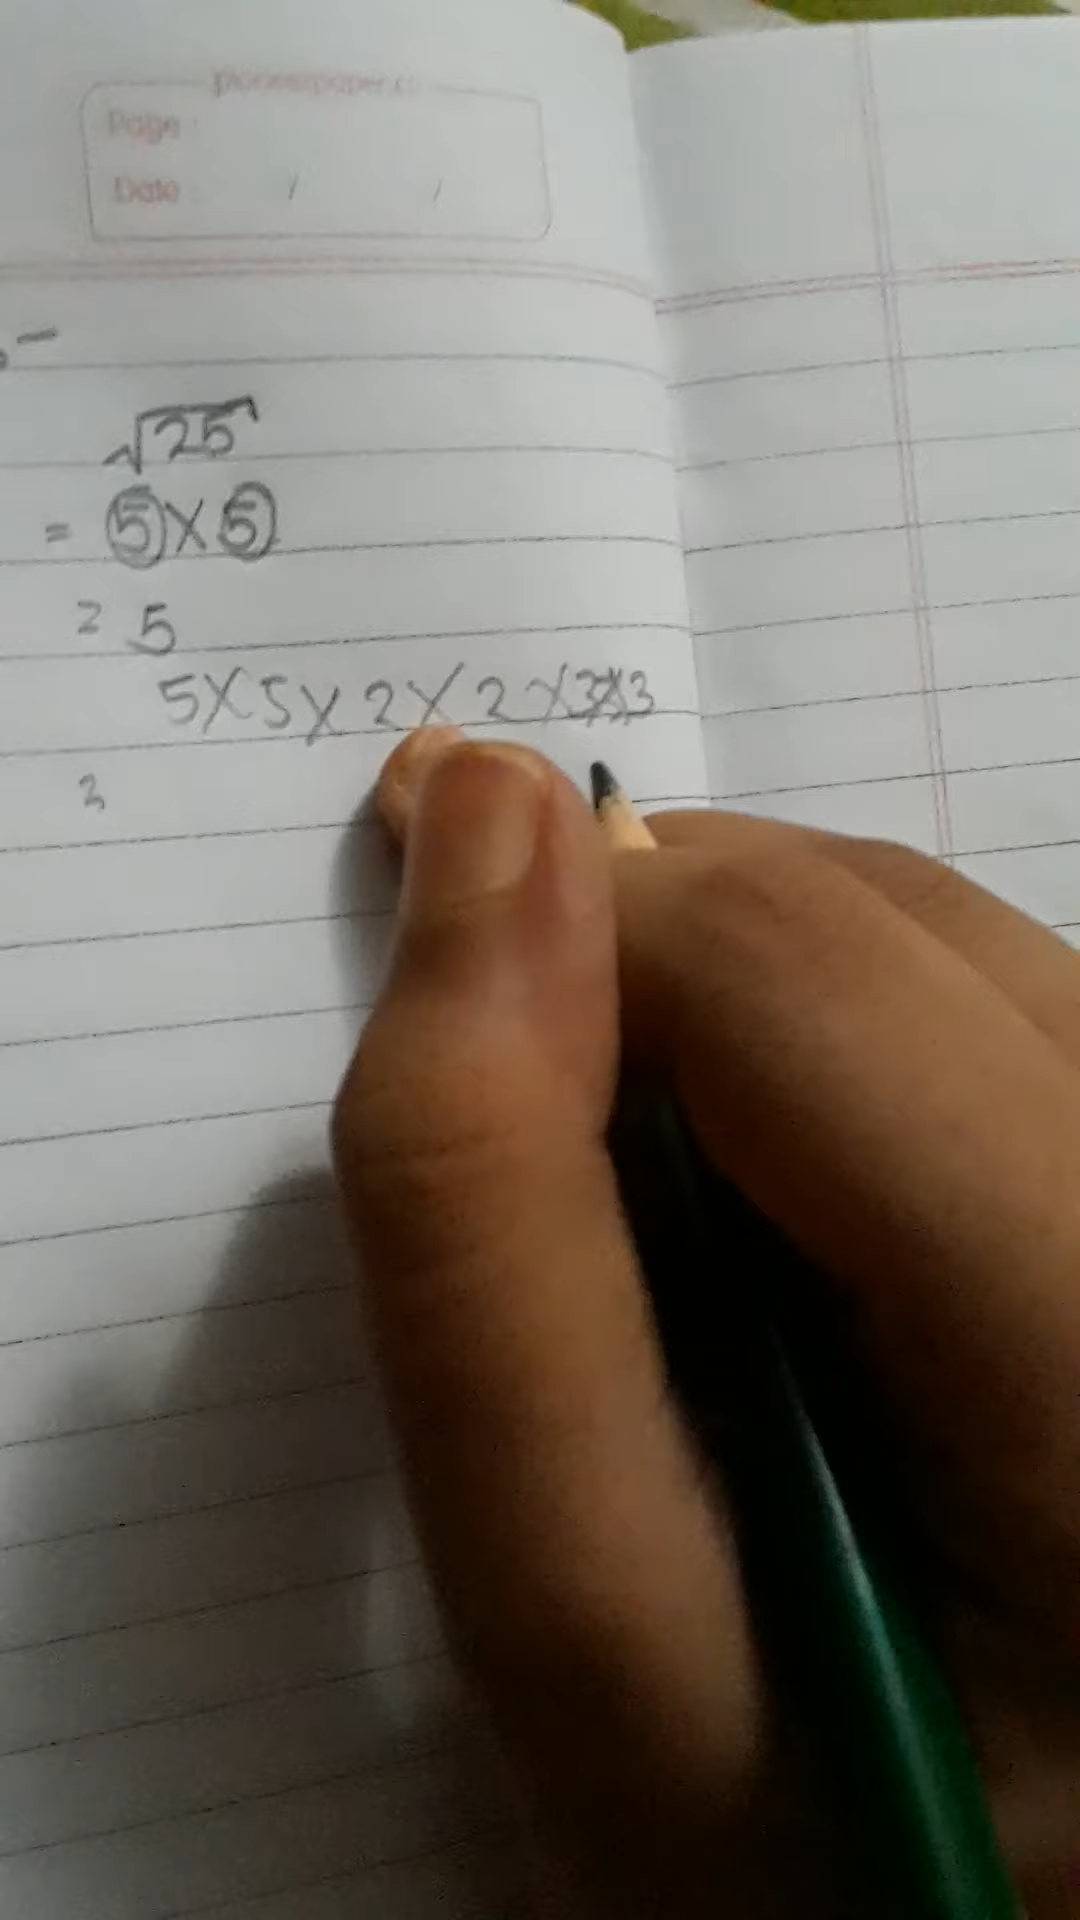 Page :
Date : / /
√25
= 5 X 5
= 5
5 X 5 X 2 X 2 X 3 X 3